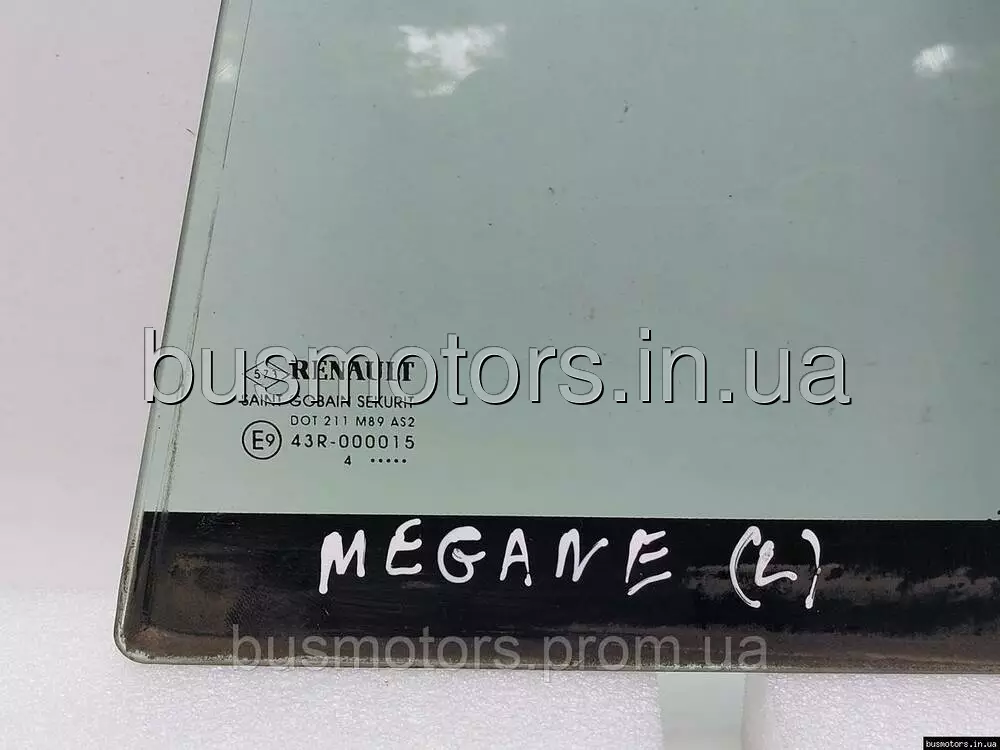 busmotors.in.ua
571 RENAULT
SAINT GOBAIN SEKURIT
DOT 211 M89 AS2
E9 43R-000015
4 •••••
MEGANE (L)
busmotors.prom.ua
busmotors.in.ua